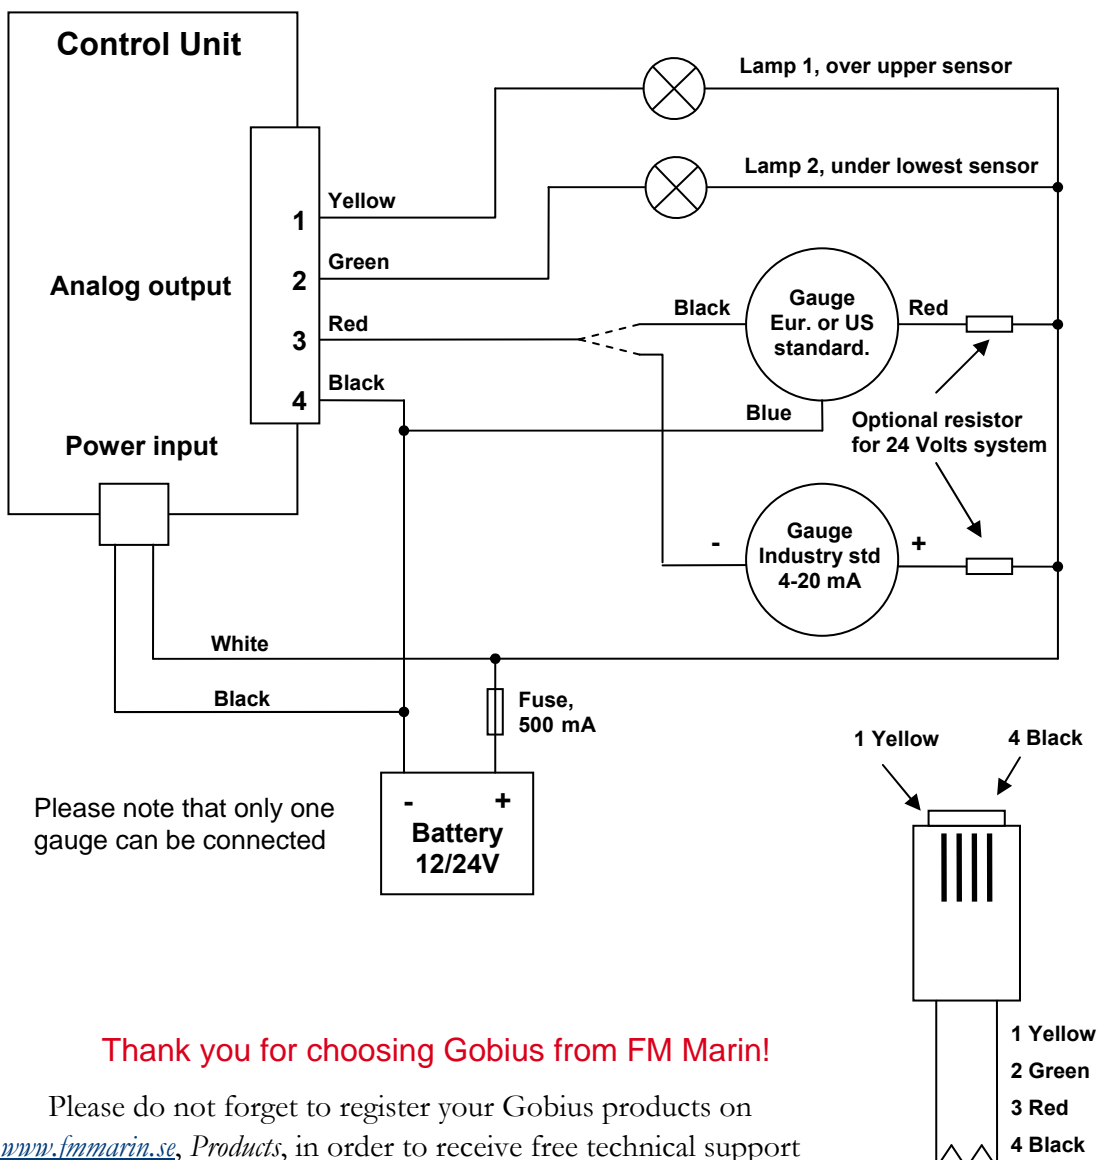 Control Unit
Lamp 1, over upper sensor
Lamp 2, under lowest sensor
Yellow
1
Green
Analog output
2
Red
3
Black
4
Black
Gauge
Eur. or US
standard.
Red
Blue
Optional resistor
for 24 Volts system
Power input
-
Gauge
Industry std
4-20 mA
+
White
Black
Fuse,
500 mA
1 Yellow
4 Black
Please note that only one
gauge can be connected
- +
Battery
12/24V
1 Yellow
2 Green
3 Red
4 Black
Thank you for choosing Gobius from FM Marin!
Please do not forget to register your Gobius products on
www.fmmarin.se, Products, in order to receive free technical support